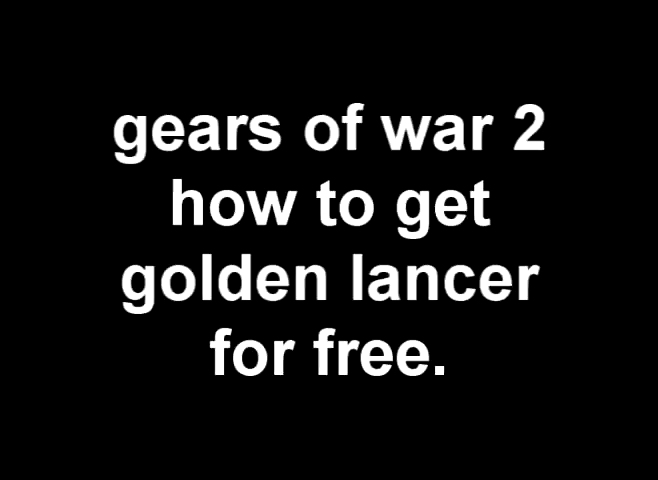 gears of war 2
how to get
golden lancer
for free.